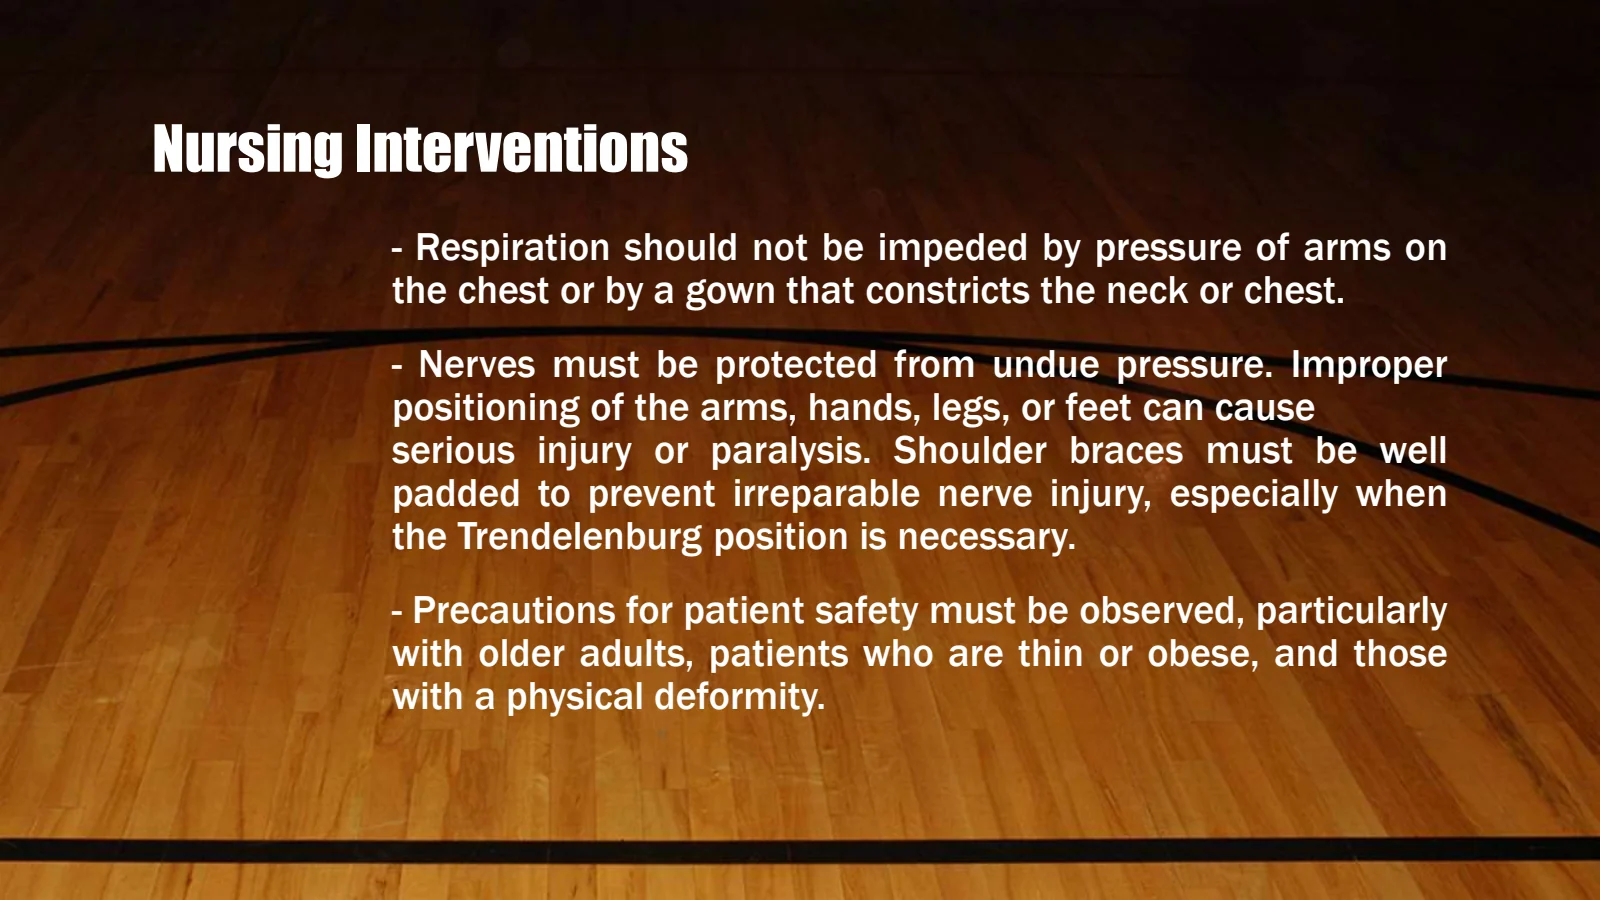 Nursing Interventions
- Respiration should not be impeded by pressure of arms on
the chest or by a gown that constricts the neck or chest.
- Nerves must be protected from undue pressure. Improper
positioning of the arms, hands, legs, or feet can cause
serious injury or paralysis. Shoulder braces must be well
padded to prevent irreparable nerve injury, especially when
the Trendelenburg position is necessary.
- Precautions for patient safety must be observed, particularly
with older adults, patients who are thin or obese, and those
with a physical deformity.